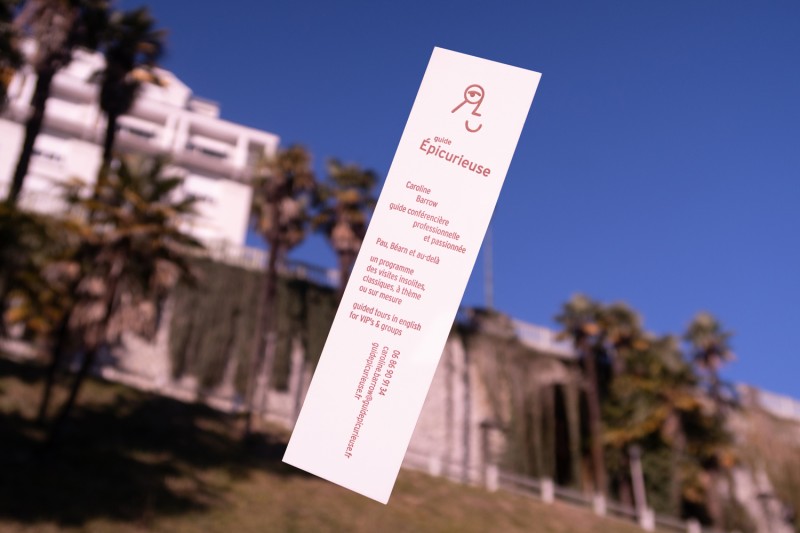 guide
Épicurieuse
Caroline
Barrow
guide conférencière
professionnelle
et passionnée
Pau, Béarn et au-delà
un programme
des visites insolites,
classiques, à thème
ou sur mesure
guided tours in english
for VIP's & groups
06 86 90 91 34
caroline.barrow@guidepicurieuse.fr
guidepicurieuse.fr